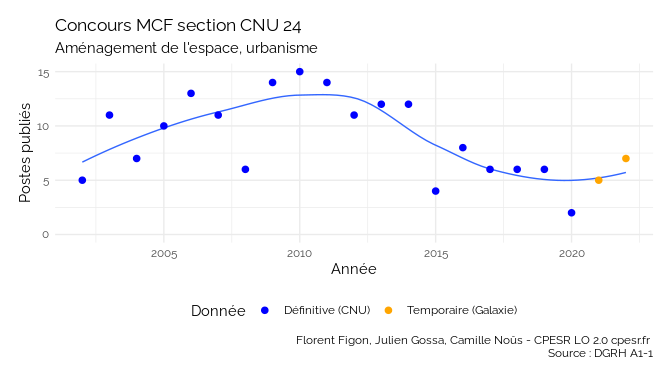 Concours MCF section CNU 24
Aménagement de l'espace, urbanisme
Postes publiés
15
10
5
0
2005 2010 2015 2020
Année
Donnée Définitive (CNU) Temporaire (Galaxie)
Florent Figon, Julien Gossa, Camille Noûs - CPESR LO 2.0 cpesr.fr
Source : DGRH A1-1